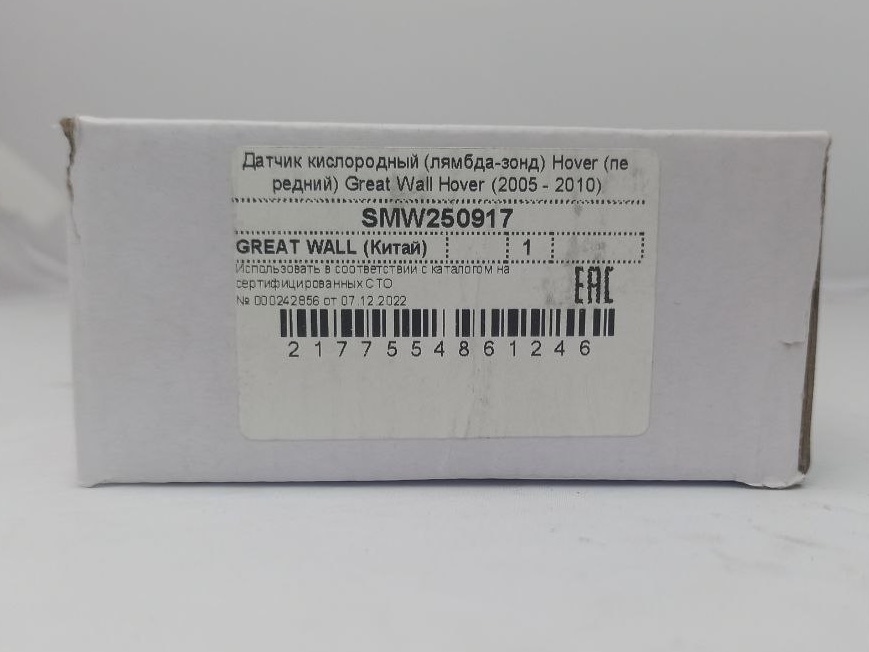 Датчик кислородный (лямбда-зонд) Hover (пе
редний) Great Wall Hover (2005 - 2010)
SMW250917
GREAT WALL (Китай) 1
Использовать в соответствии с каталогом на
сертифицированных СТО
№ 000242856 от 07.12.2022
EAC
2177554861246